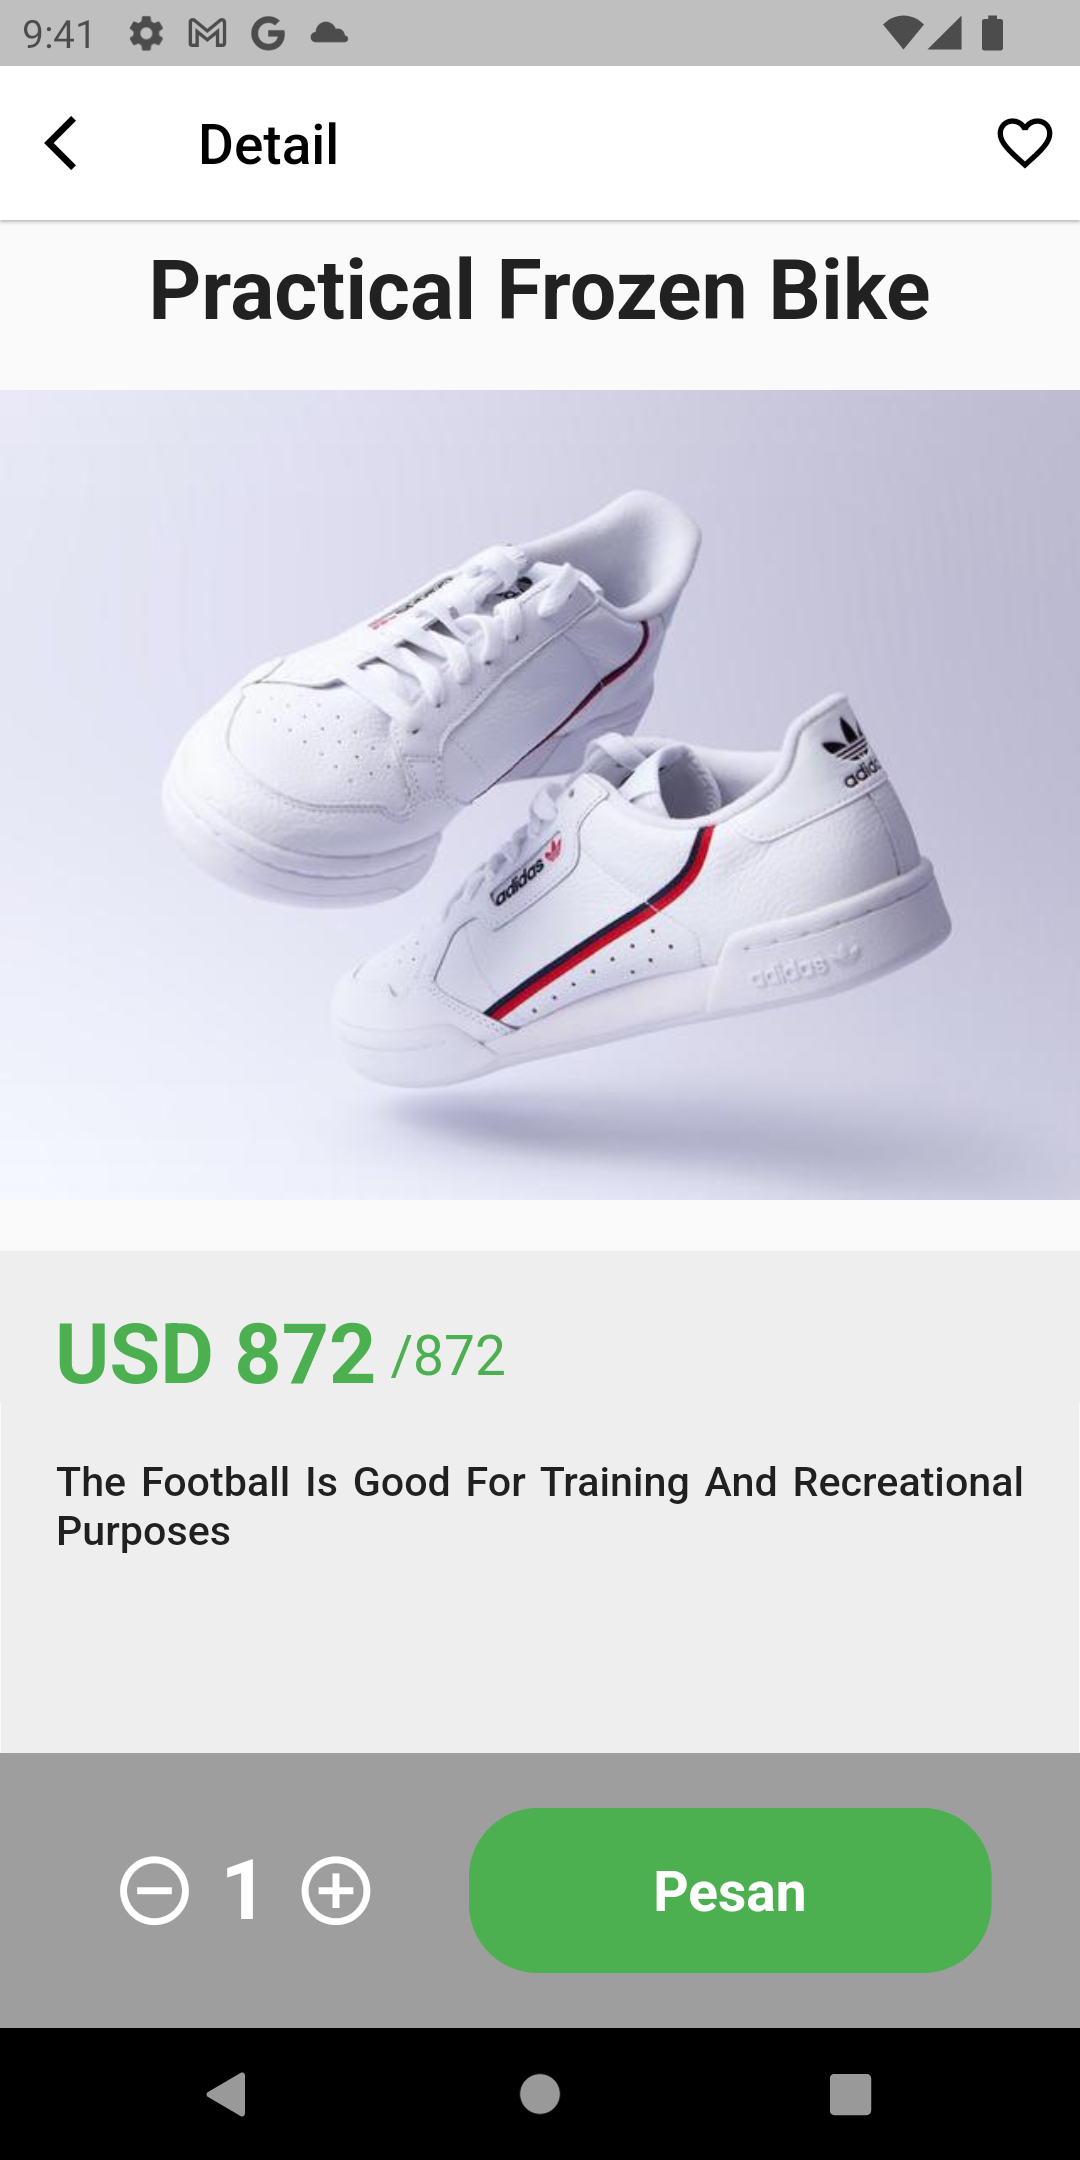 9:41
Detail
Practical Frozen Bike
adidas
adidas
adidas
USD 872 /872
The Football Is Good For Training And Recreational
Purposes
1
Pesan